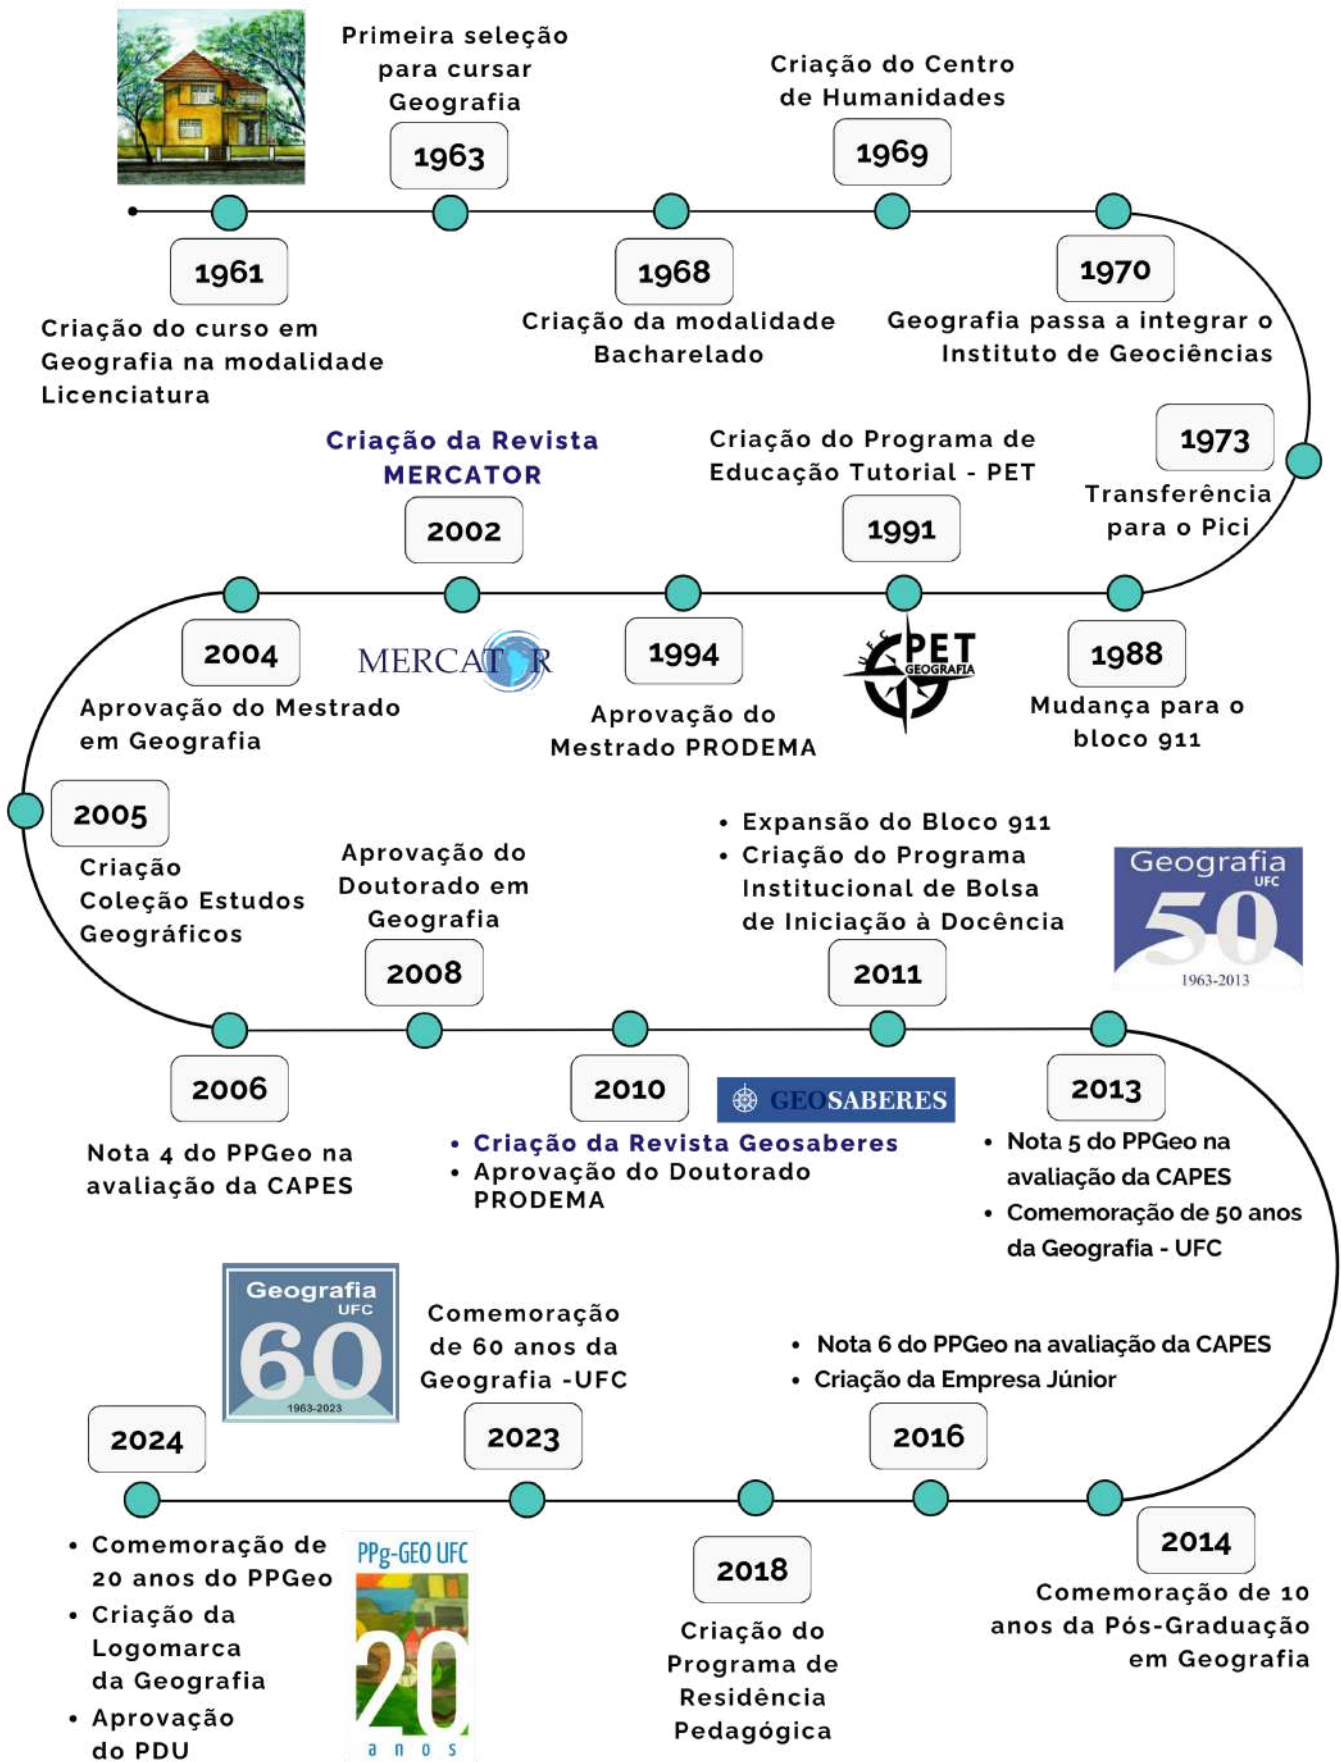 Primeira seleção
para cursar
Geografia
1963
Criação do Centro
de Humanidades
1969
1961
Criação do curso em
Geografia na modalidade
Licenciatura
1968
Criação da modalidade
Bacharelado
1970
Geografia passa a integrar o
Instituto de Geociências
1973
Transferência
para o Pici
Criação do Programa de
Educação Tutorial - PET
1991
Criação da Revista
MERCATOR
2002
1988
Mudança para o
bloco 911
UFC
PET
GEOGRAFIA
1994
Aprovação do
Mestrado PRODEMA
MERCATOR
2004
Aprovação do Mestrado
em Geografia
2005
Criação
Coleção Estudos
Geográficos
Aprovação do
Doutorado em
Geografia
2008
• Expansão do Bloco 911
• Criação do Programa
Institucional de Bolsa
de Iniciação à Docência
2011
Geografia
UFC
50
1963-2013
2006
Nota 4 do PPGeo na
avaliação da CAPES
2010
GEOSABERES
• Criação da Revista Geosaberes
• Aprovação do Doutorado
PRODEMA
2013
• Nota 5 do PPGeo na
avaliação da CAPES
• Comemoração de 50 anos
da Geografia - UFC
Geografia
UFC
60
1963-2023
Comemoração
de 60 anos da
Geografia -UFC
2023
• Nota 6 do PPGeo na avaliação da CAPES
• Criação da Empresa Júnior
2016
2014
Comemoração de 10
anos da Pós-Graduação
em Geografia
2018
Criação do
Programa de
Residência
Pedagógica
2024
• Comemoração de
20 anos do PPGeo
• Criação da
Logomarca
da Geografia
• Aprovação
do PDU
PPg-GEO UFC
20
anos